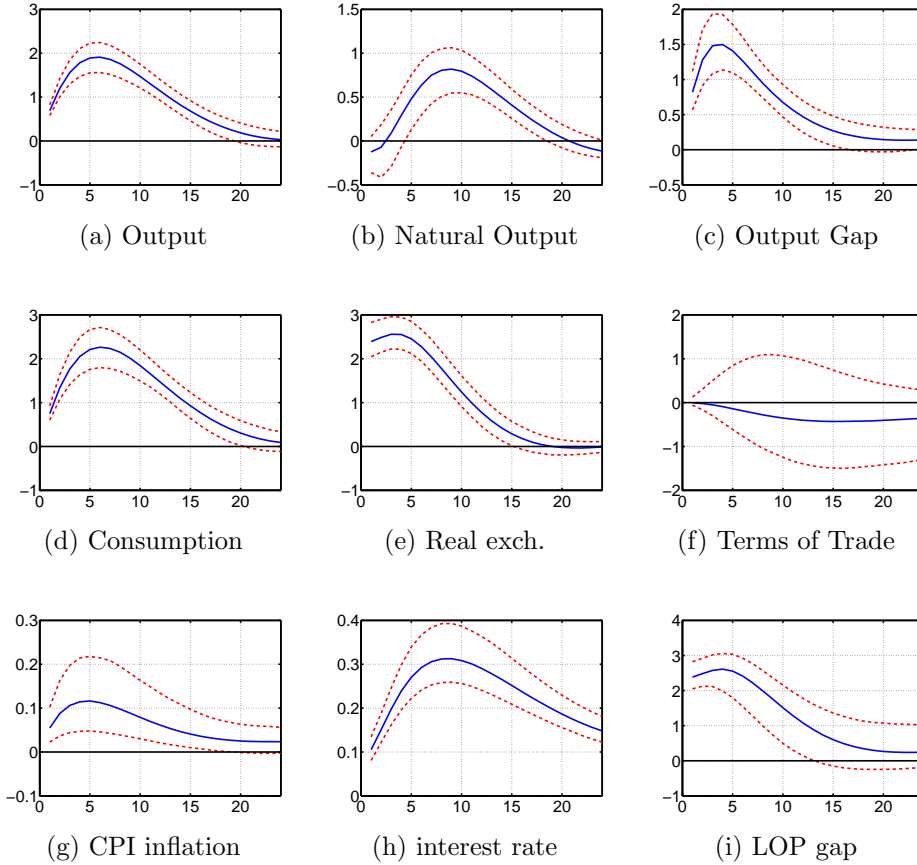 3
2
1
0
−1
0 5 10 15 20
(a) Output
1.5
1
0.5
0
−0.5
0 5 10 15 20
(b) Natural Output
2
1.5
1
0.5
0
−0.5
0 5 10 15 20
(c) Output Gap
3
2
1
0
−1
0 5 10 15 20
(d) Consumption
3
2
1
0
−1
0 5 10 15 20
(e) Real exch.
2
1
0
−1
−2
0 5 10 15 20
(f) Terms of Trade
0.3
0.2
0.1
0
−0.1
0 5 10 15 20
(g) CPI inflation
0.4
0.3
0.2
0.1
0
0 5 10 15 20
(h) interest rate
4
3
2
1
0
−1
0 5 10 15 20
(i) LOP gap